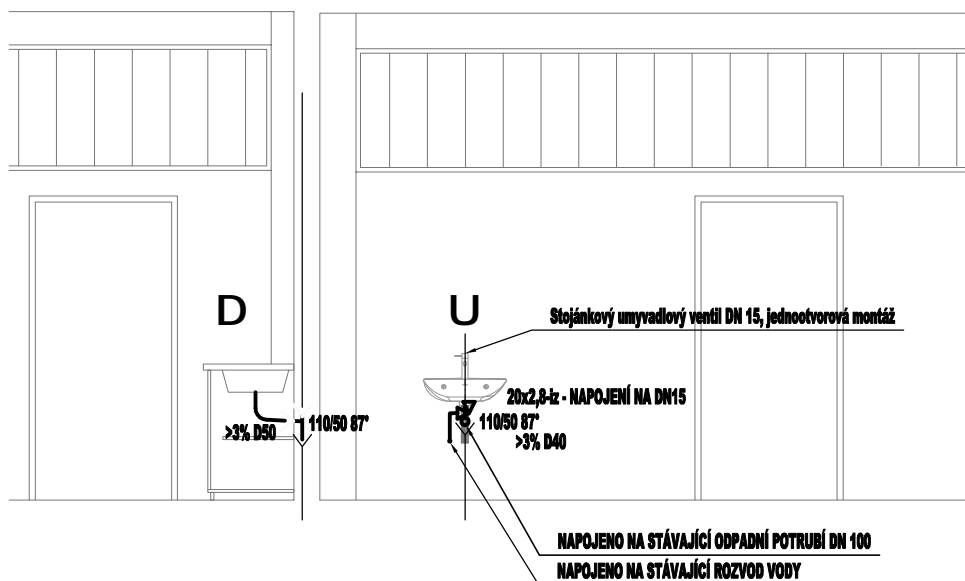 D
U
Stojánkový umyvadlový ventil DN 15, jednootvorová montáž
20x2,8-iz - NAPOJENÍ NA DN15
110/50 87°
>3% D50
110/50 87°
>3% D40
NAPOJENO NA STÁVAJÍCÍ ODPADNÍ POTRUBÍ DN 100
NAPOJENO NA STÁVAJÍCÍ ROZVOD VODY